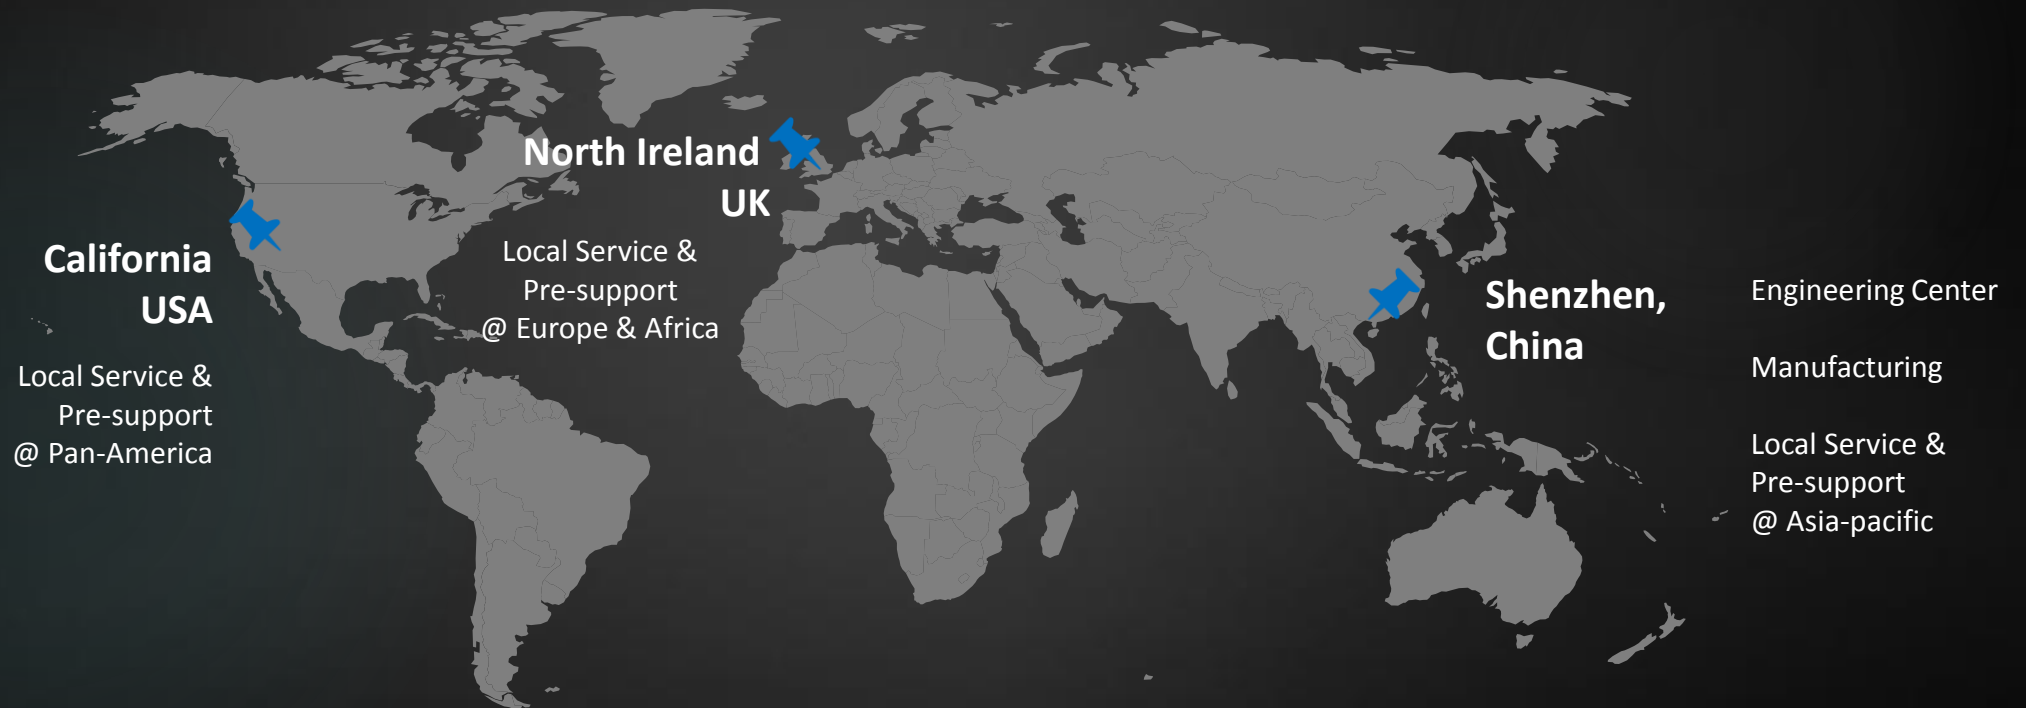 California
USA
Local Service &
Pre-support
@ Pan-America
North Ireland
UK
Local Service &
Pre-support
@ Europe & Africa
Shenzhen,
China
Engineering Center
Manufacturing
Local Service &
Pre-support
@ Asia-pacific